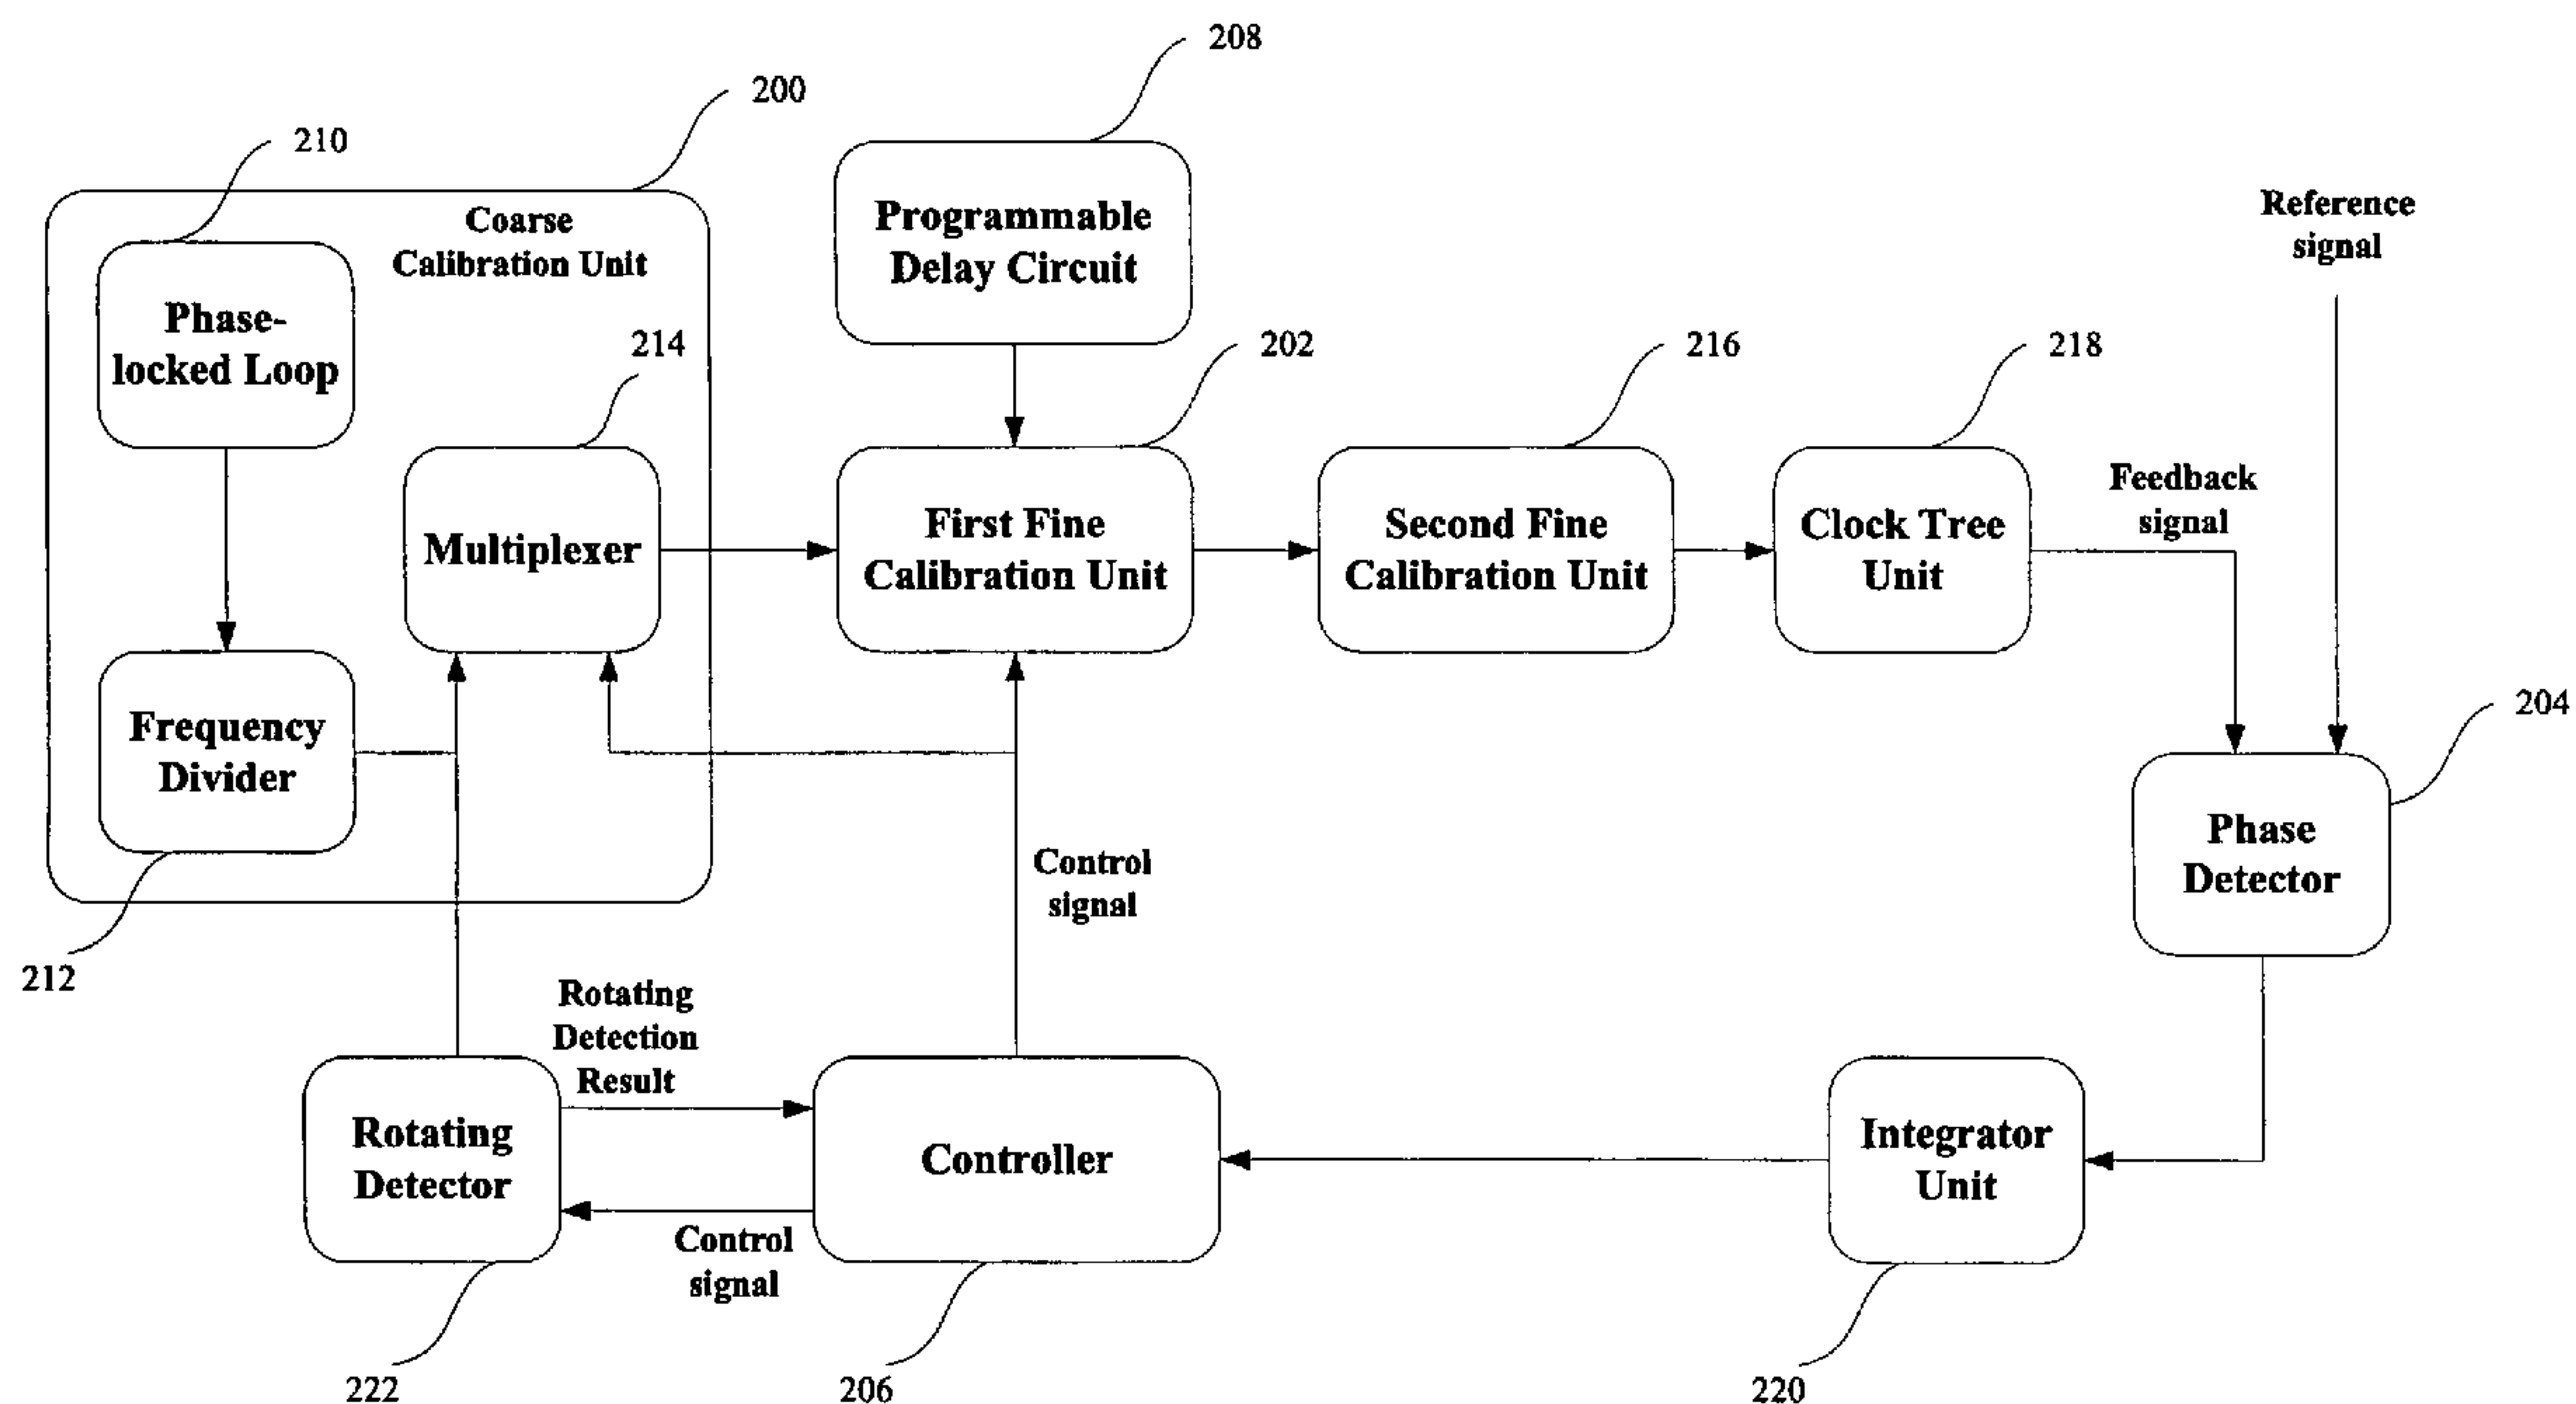 208
200
210
Coarse
Calibration Unit
Programmable
Delay Circuit
Reference
signal
Phase-
locked Loop
214
202
216
218
Multiplexer
First Fine
Calibration Unit
Second Fine
Calibration Unit
Clock Tree
Unit
Feedback
signal
Frequency
Divider
204
Phase
Detector
Control
signal
212
Rotating
Detection
Result
Rotating
Detector
Controller
Integrator
Unit
Control
signal
222
206
220